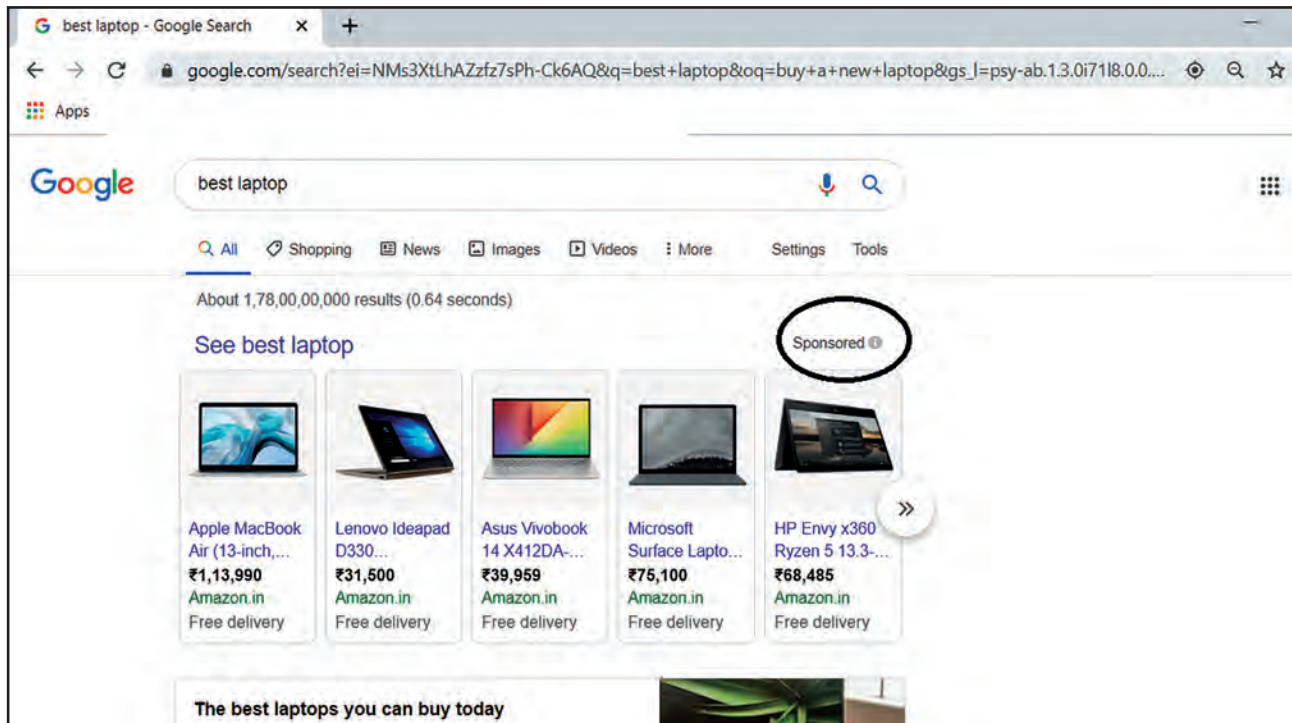 best laptop - Google Search
google.com/search?ei=NMs3XtLhAZzfz7sPh-Ck6AQ&q=best+laptop&oq=buy+a+new+laptop&gs_l=psy-ab.1.3.0i71l8.0.0....
Apps
Google
best laptop
All Shopping News Images Videos More Settings Tools
About 1,78,00,00,000 results (0.64 seconds)
See best laptop
Sponsored
Apple MacBook
Air (13-inch,...
₹1,13,990
Amazon.in
Free delivery
Lenovo Ideapad
D330...
₹31,500
Amazon.in
Free delivery
Asus Vivobook
14 X412DA-...
₹39,959
Amazon.in
Free delivery
Microsoft
Surface Lapto...
₹75,100
Amazon.in
Free delivery
HP Envy x360
Ryzen 5 13.3-...
₹68,485
Amazon.in
Free delivery
The best laptops you can buy today